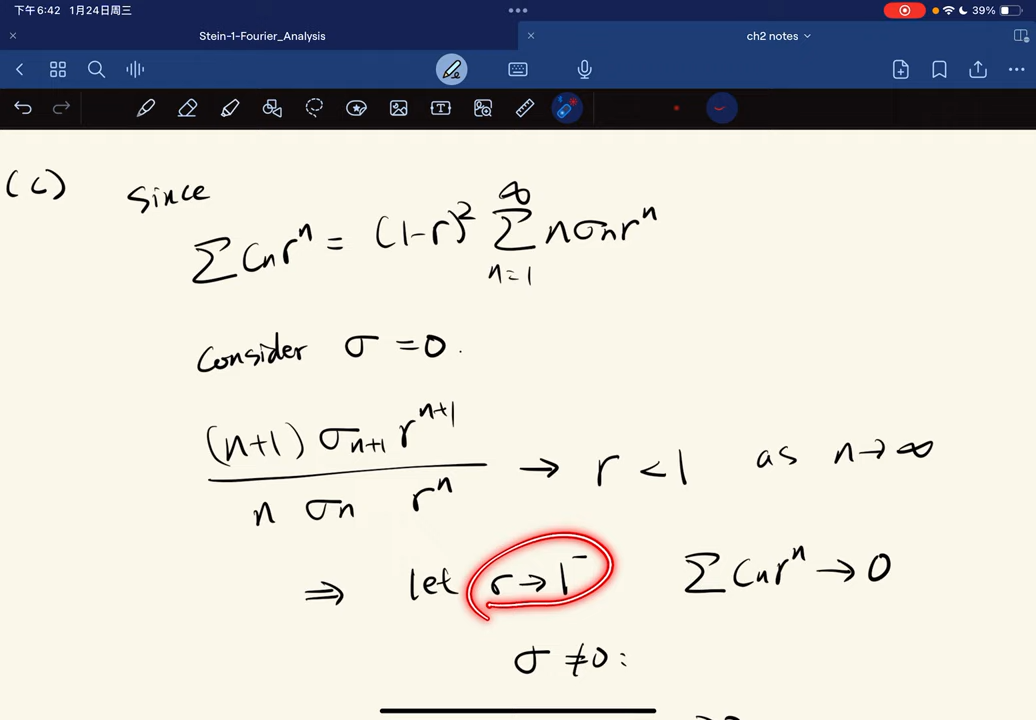 下午6:42 1月24日周三
39%
Stein-1-Fourier_Analysis
ch2 notes
(c) Since
∑ Cnrⁿ = (1-r)² ∑_{n=1}^{∞} nσₙrⁿ
Consider σ = 0.
(n+1) σₙ₊₁ rⁿ⁺¹ / n σₙ rⁿ → r < 1 as n → ∞
⇒ let r → 1⁻ ∑ Cnrⁿ → 0
σ ≠ 0 :